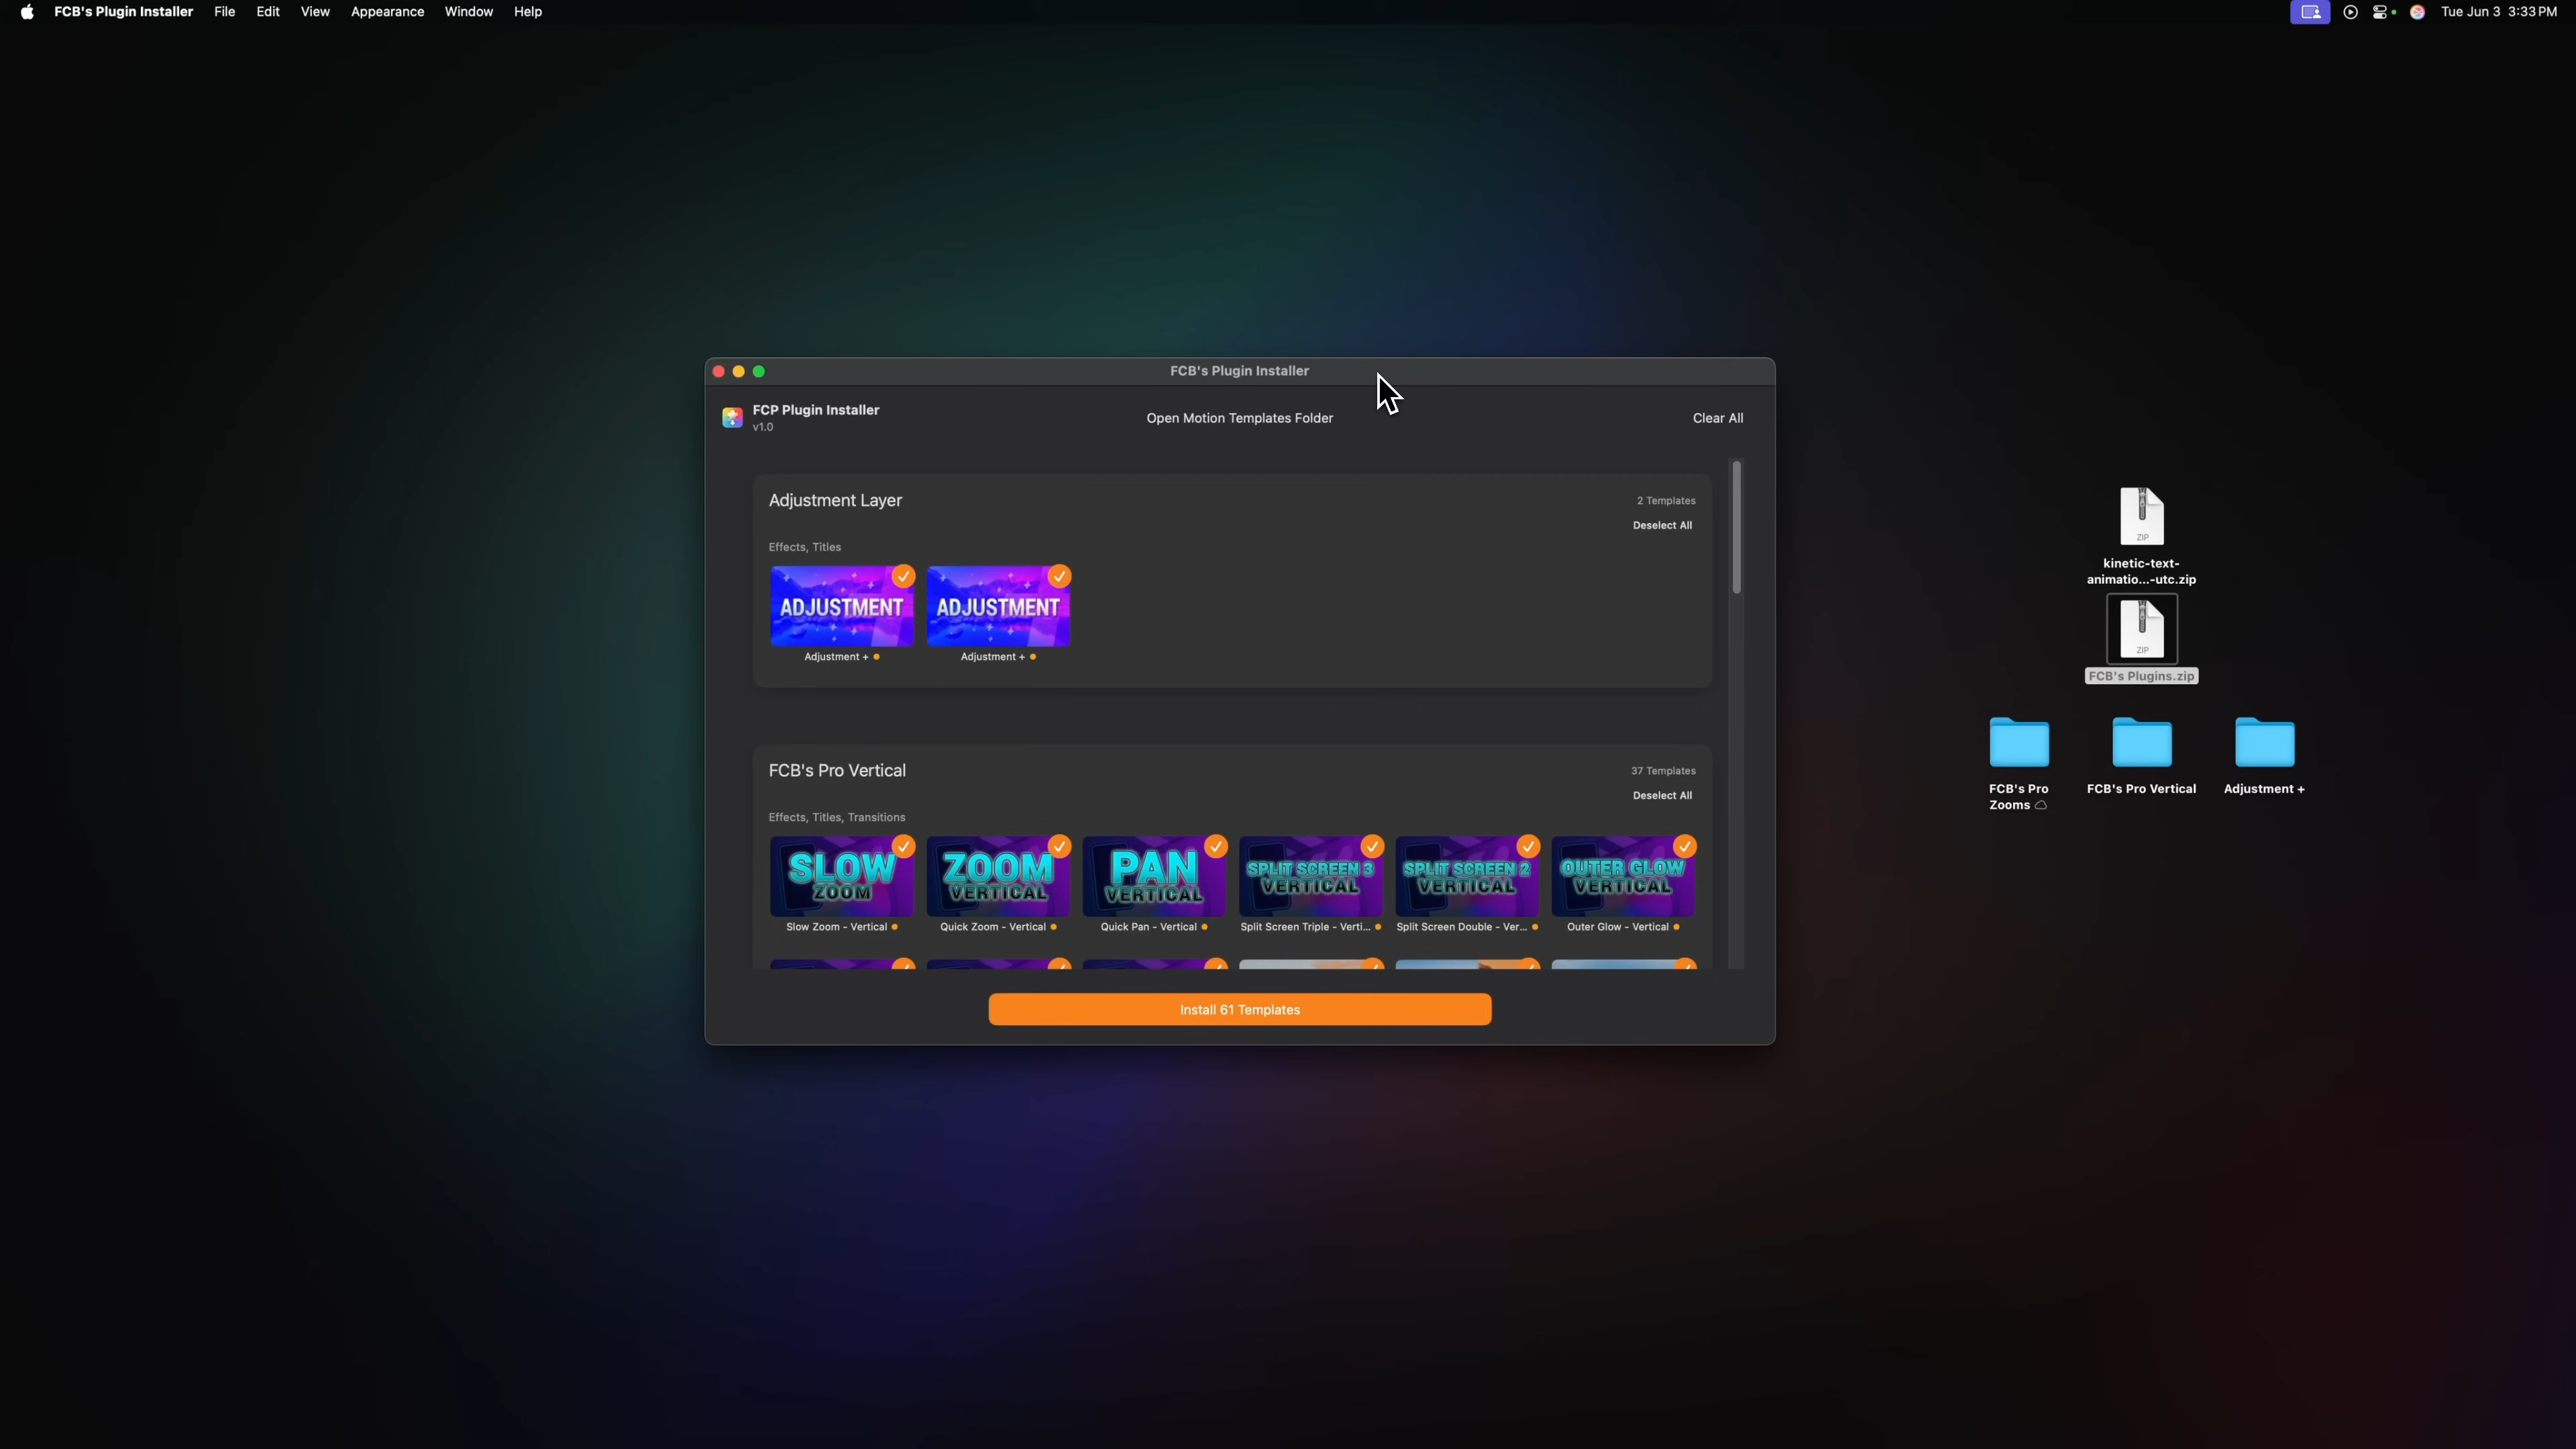 FCB's Plugin Installer File Edit View Appearance Window Help
Tue Jun 3 3:33 PM
FCB's Plugin Installer
FCP Plugin Installer
v1.0
Open Motion Templates Folder
Clear All
Adjustment Layer
2 Templates
Deselect All
Effects, Titles
ADJUSTMENT ADJUSTMENT
Adjustment + Adjustment +
FCB's Pro Vertical
37 Templates
Deselect All
Effects, Titles, Transitions
SLOW ZOOM
ZOOM VERTICAL
PAN VERTICAL
SPLIT SCREEN 3 VERTICAL
SPLIT SCREEN 2 VERTICAL
OUTER GLOW VERTICAL
Slow Zoom - Vertical
Quick Zoom - Vertical
Quick Pan - Vertical
Split Screen Triple - Verti...
Split Screen Double - Ver...
Outer Glow - Vertical
Install 61 Templates
ZIP
kinetic-text-
animatio...-utc.zip
ZIP
FCB's Plugins.zip
FCB's Pro
Zooms
FCB's Pro Vertical
Adjustment +